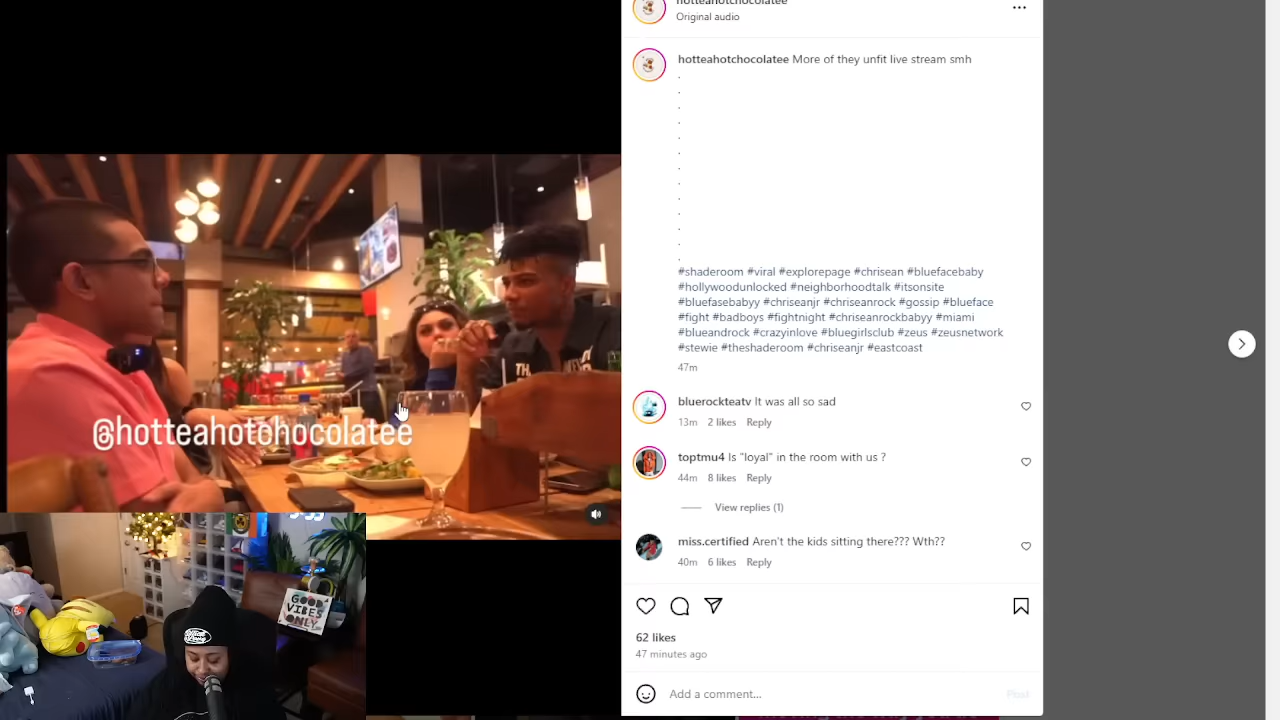 hotteahotchocolatee
Original audio
hotteahotchocolatee More of they unfit live stream smh
.
.
.
.
.
.
.
.
.
.
.
.
.
#shaderoom #viral #explorepage #chrisean #bluefacebaby
#hollywoodunlocked #neighborhoodtalk #itsonsite
#bluefasebabyy #chriseanjr #chriseanrock #gossip #blueface
#fight #badboys #fightnight #chriseanrockbabyy #miami
#blueandrock #crazyinlove #bluegirlsclub #zeus #zeusnetwork
#stewie #theshaderoom #chriseanjr #eastcoast
47m
bluerockteatv It was all so sad
13m 2 likes Reply
toptmu4 Is "loyal" in the room with us ?
44m 8 likes Reply
View replies (1)
miss.certified Aren't the kids sitting there??? Wth??
40m 6 likes Reply
62 likes
47 minutes ago
Add a comment...
Post
@hotteahotchocolatee
GOOD
VIBES
ONLY